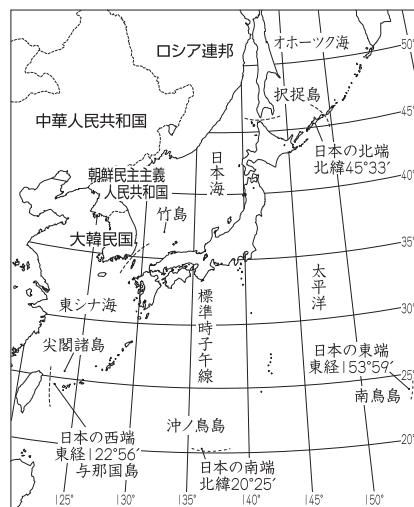 ロシア連邦
オホーツク海
50°
中華人民共和国
択捉島
45°
日本の北端
北緯45°33′
朝鮮民主主義
人民共和国
日本海
40°
竹島
大韓民国
35°
東シナ海
標準時子午線
太平洋
30°
尖閣諸島
日本の東端
東経153°59′
25°
南鳥島
日本の西端
東経122°56′
与那国島
沖ノ鳥島
日本の南端
北緯20°25′
20°
125°
130°
135°
140°
145°
150°